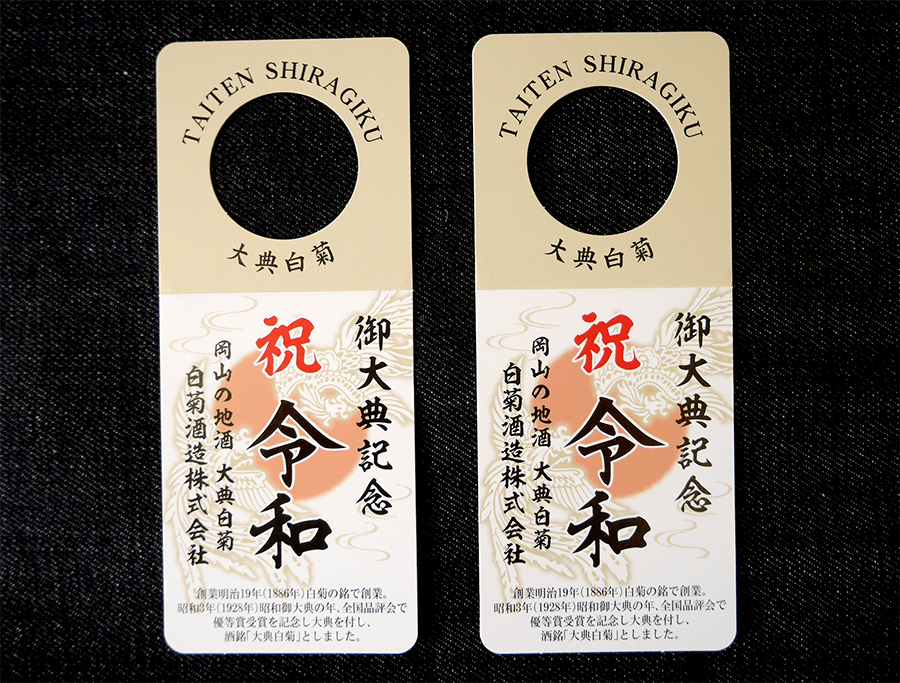 TAITEN SHIRAGIKU
大典白菊
御大典記念
祝
令和
岡山の地酒 大典白菊
白菊酒造株式会社
創業明治19年(1886年)白菊の銘で創業。
昭和3年(1928年)昭和御大典の年、全国品評会で
優等賞受賞を記念し大典を付し、
酒銘「大典白菊」としました。
TAITEN SHIRAGIKU
大典白菊
御大典記念
祝
令和
岡山の地酒 大典白菊
白菊酒造株式会社
創業明治19年(1886年)白菊の銘で創業。
昭和3年(1928年)昭和御大典の年、全国品評会で
優等賞受賞を記念し大典を付し、
酒銘「大典白菊」としました。